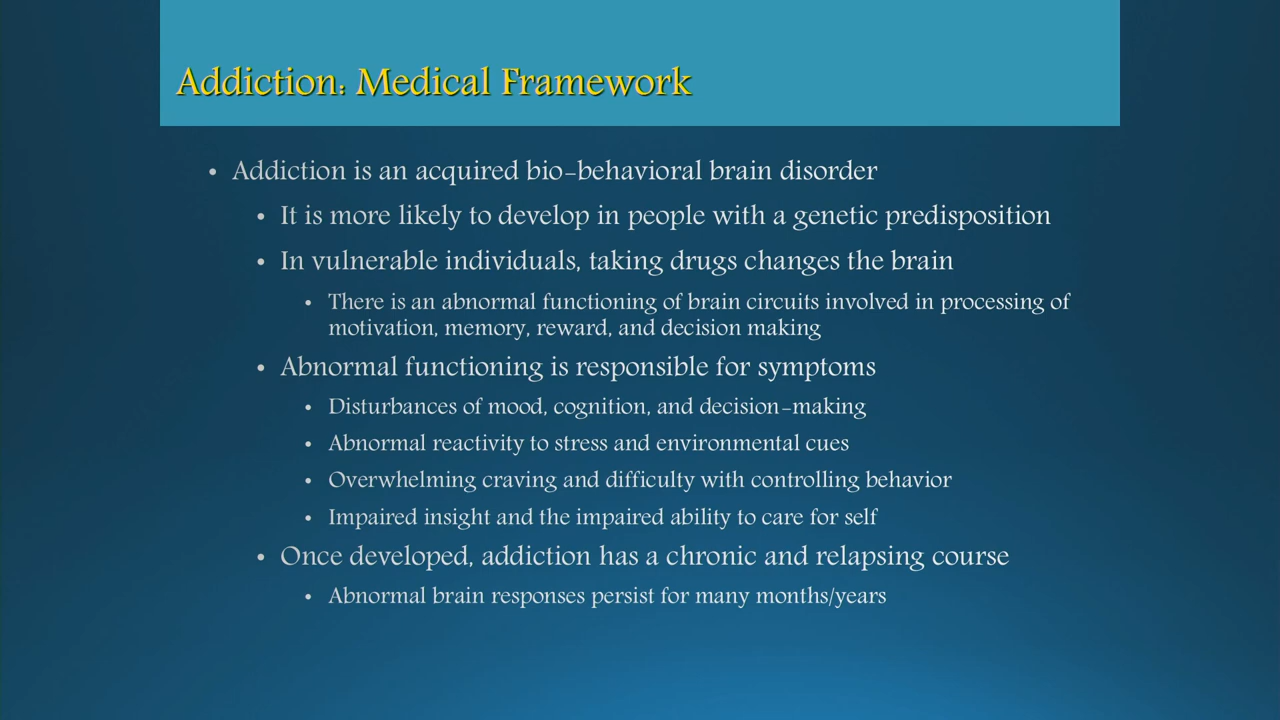 Addiction: Medical Framework
• Addiction is an acquired bio-behavioral brain disorder
• It is more likely to develop in people with a genetic predisposition
• In vulnerable individuals, taking drugs changes the brain
• There is an abnormal functioning of brain circuits involved in processing of
motivation, memory, reward, and decision making
• Abnormal functioning is responsible for symptoms
• Disturbances of mood, cognition, and decision-making
• Abnormal reactivity to stress and environmental cues
• Overwhelming craving and difficulty with controlling behavior
• Impaired insight and the impaired ability to care for self
• Once developed, addiction has a chronic and relapsing course
• Abnormal brain responses persist for many months/years